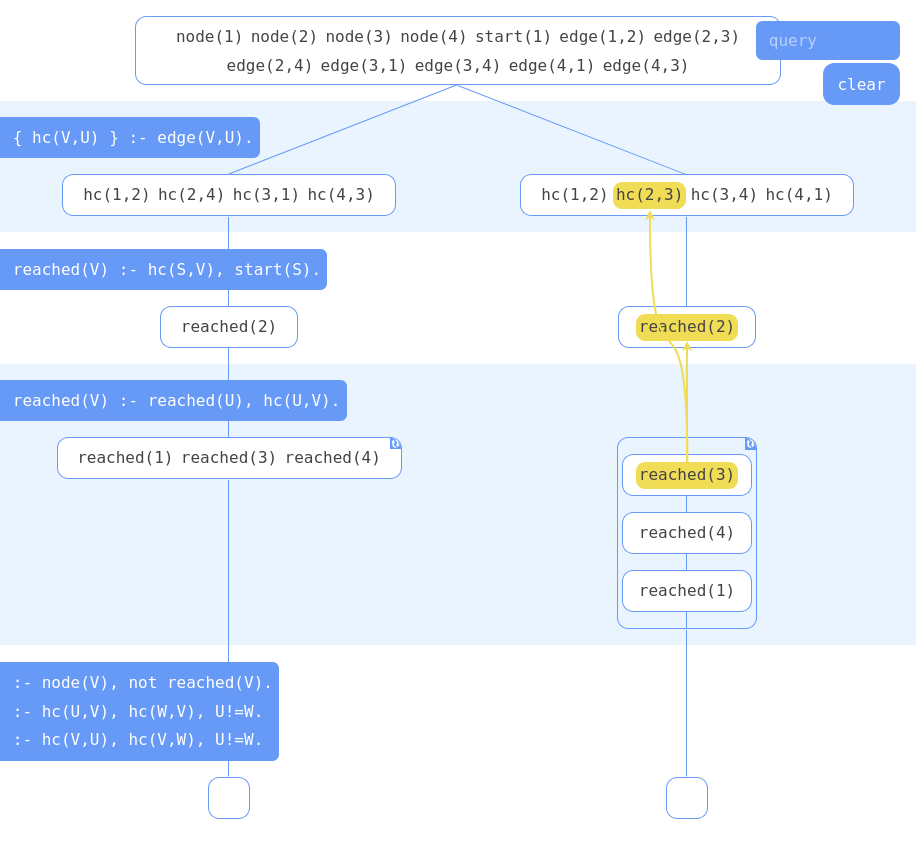 node(1) node(2) node(3) node(4) start(1) edge(1,2) edge(2,3)
edge(2,4) edge(3,1) edge(3,4) edge(4,1) edge(4,3)
query
clear
{ hc(V,U) } :- edge(V,U).
hc(1,2) hc(2,4) hc(3,1) hc(4,3)
hc(1,2) hc(2,3) hc(3,4) hc(4,1)
reached(V) :- hc(S,V), start(S).
reached(2)
reached(2)
reached(V) :- reached(U), hc(U,V).
reached(1) reached(3) reached(4)
reached(3)
reached(4)
reached(1)
:- node(V), not reached(V).
:- hc(U,V), hc(W,V), U!=W.
:- hc(V,U), hc(V,W), U!=W.